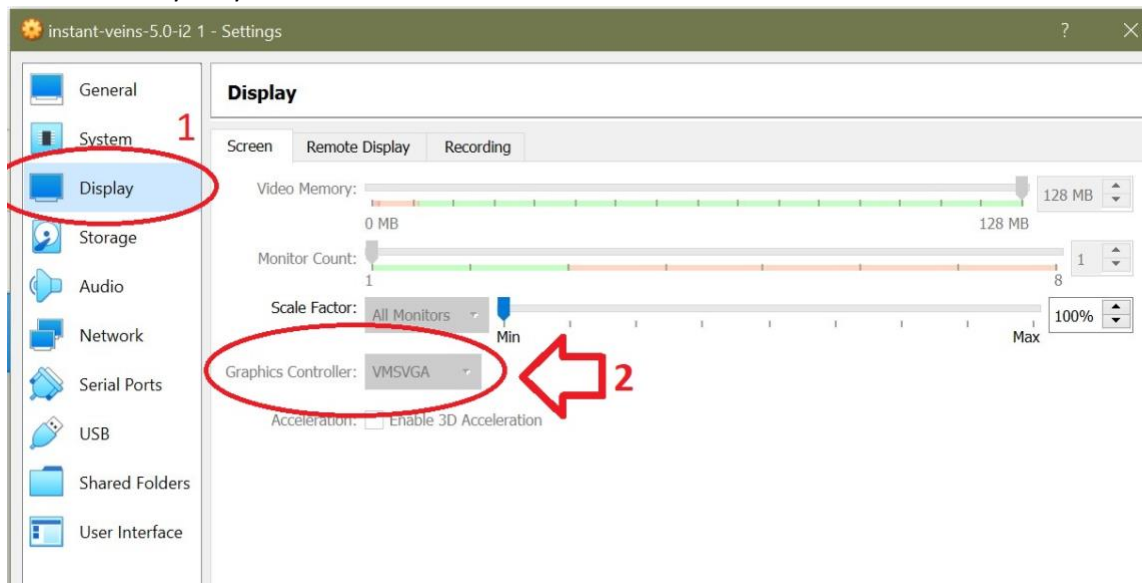 instant-veins-5.0-i2 1 - Settings ? ×
General
System
1
Display
Storage
Audio
Network
Serial Ports
USB
Shared Folders
User Interface
Display
Screen Remote Display Recording
Video Memory: 128 MB
0 MB 128 MB
Monitor Count: 1
1 8
Scale Factor: All Monitors 100%
Min Max
Graphics Controller: VMSVGA
2
Acceleration: Enable 3D Acceleration